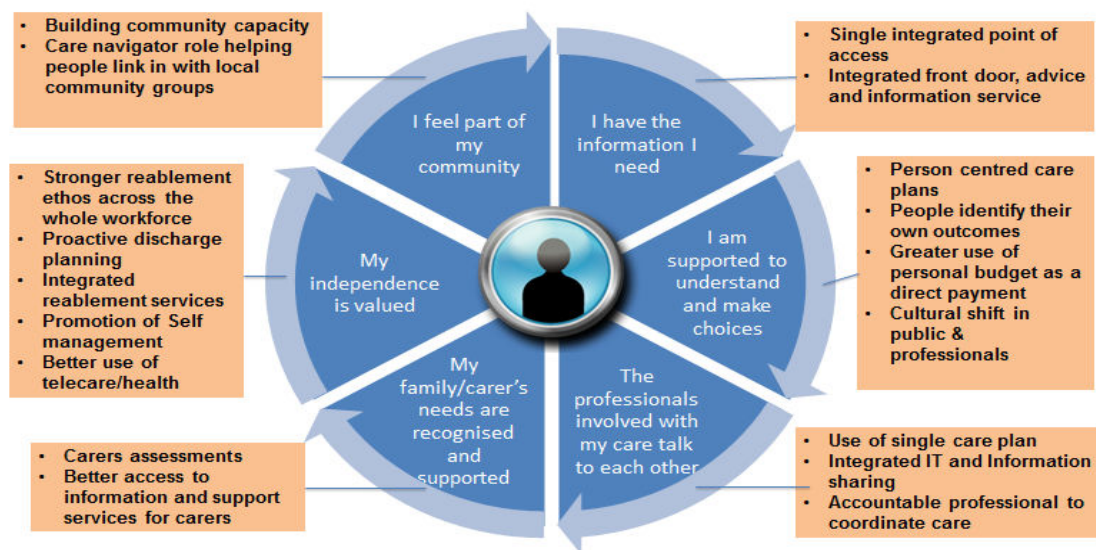 • Building community capacity
• Care navigator role helping
people link in with local
community groups
• Single integrated point of
access
• Integrated front door, advice
and information service
I feel part of
my
community
I have the
information I
need
• Stronger reablement
ethos across the
whole workforce
• Proactive discharge
planning
• Integrated
reablement services
• Promotion of Self
management
• Better use of
telecare/health
My
independence
is valued
I am
supported to
understand
and make
choices
• Person centred care
plans
• People identify their
own outcomes
• Greater use of
personal budget as a
direct payment
• Cultural shift in
public &
professionals
My
family/carer's
needs are
recognised
and
supported
The
professionals
involved with
my care talk
to each other
• Carers assessments
• Better access to
information and support
services for carers
• Use of single care plan
• Integrated IT and Information
sharing
• Accountable professional to
coordinate care